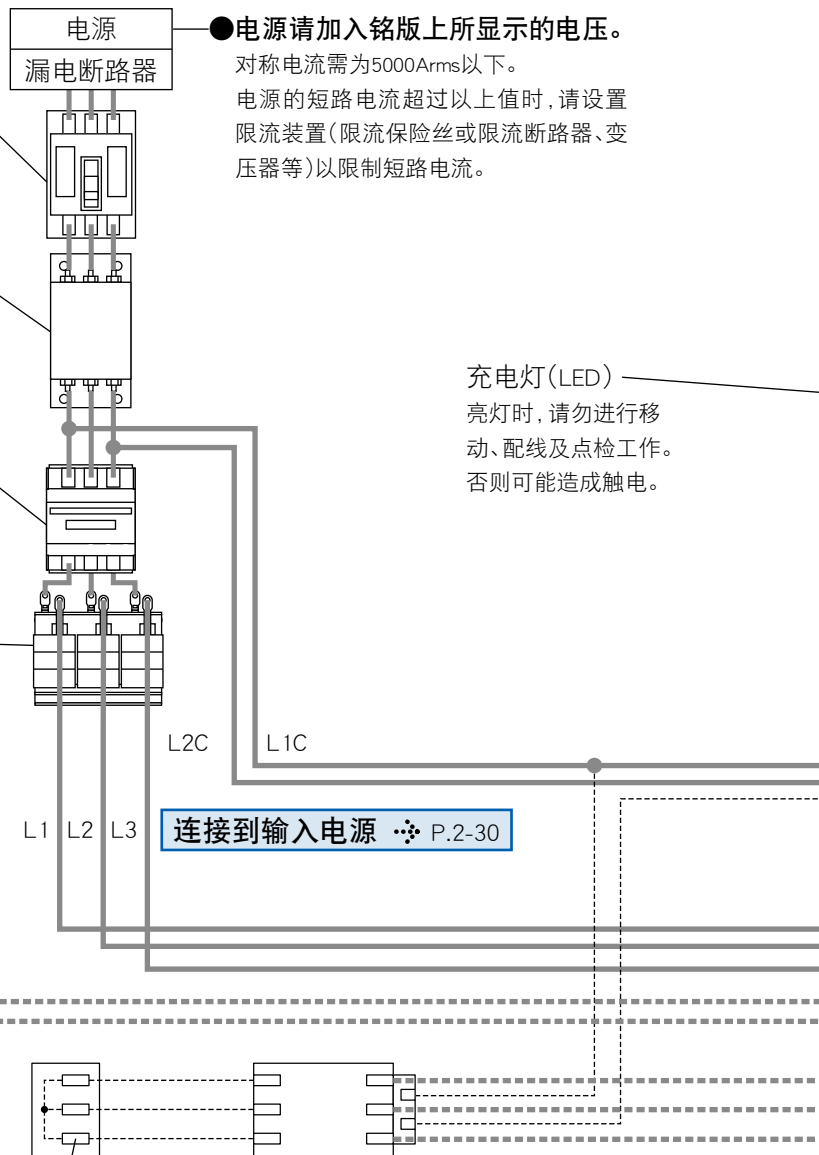 电源
漏电断路器
●电源请加入铭版上所显示的电压。
对称电流需为5000Arms以下。
电源的短路电流超过以上值时,请设置
限流装置(限流保险丝或限流断路器、变
压器等)以限制短路电流。
充电灯(LED)
亮灯时,请勿进行移
动、配线及点检工作。
否则可能造成触电。
L2C L1C
L1 L2 L3
连接到输入电源 P.2-30